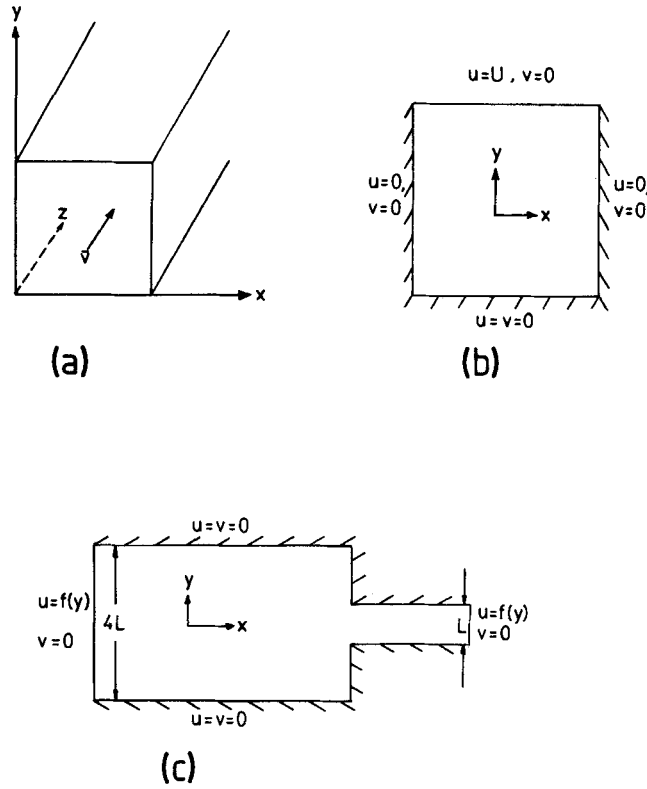 y
z
v̄
x
(a)
u=U , v=0
y
x
u=0,
v=0
u=0,
v=0
u=v=0
(b)
u=v=0
y
x
u=f(y)
v=0
4L
L
u=f(y)
v=0
u=v=0
(c)